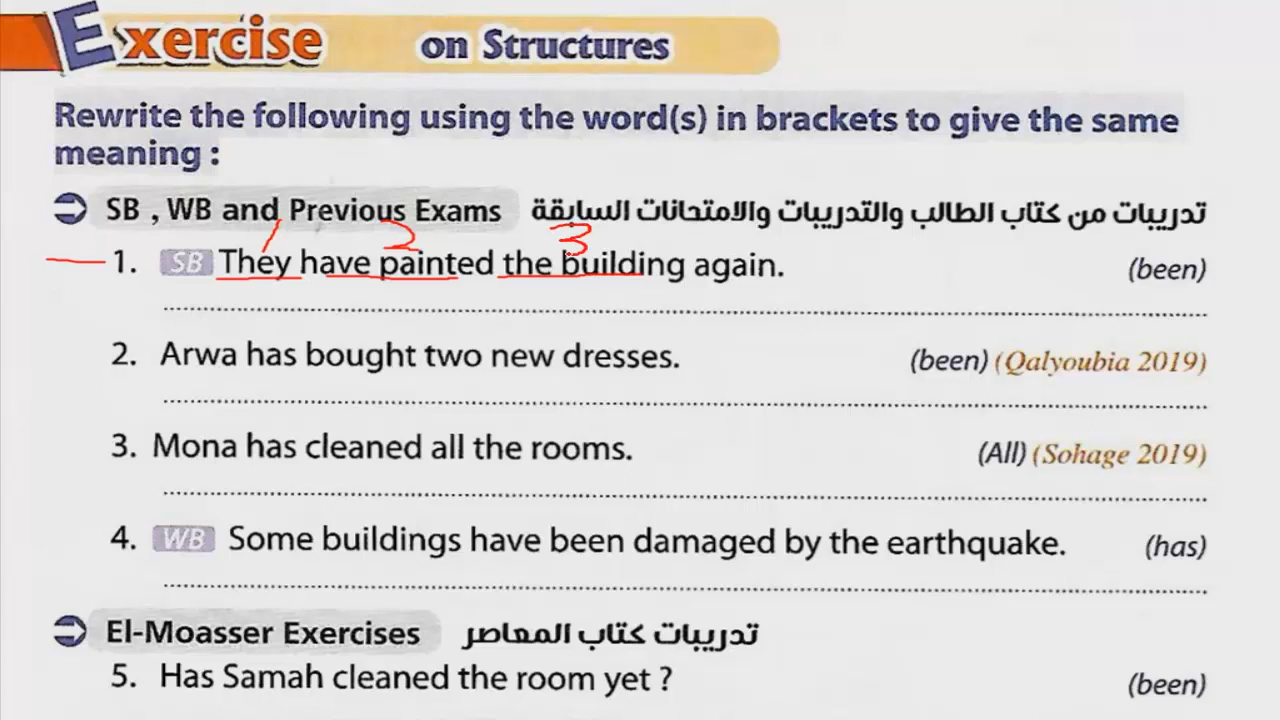 Exercise on Structures
Rewrite the following using the word(s) in brackets to give the same
meaning :
SB , WB and Previous Exams تدريبات من كتاب الطالب والتدريبات والامتحانات السابقة
1 2 3
1. SB They have painted the building again. (been)
2. Arwa has bought two new dresses. (been) (Qalyoubia 2019)
3. Mona has cleaned all the rooms. (All) (Sohage 2019)
4. WB Some buildings have been damaged by the earthquake. (has)
El-Moasser Exercises تدريبات كتاب المعاصر
5. Has Samah cleaned the room yet ? (been)